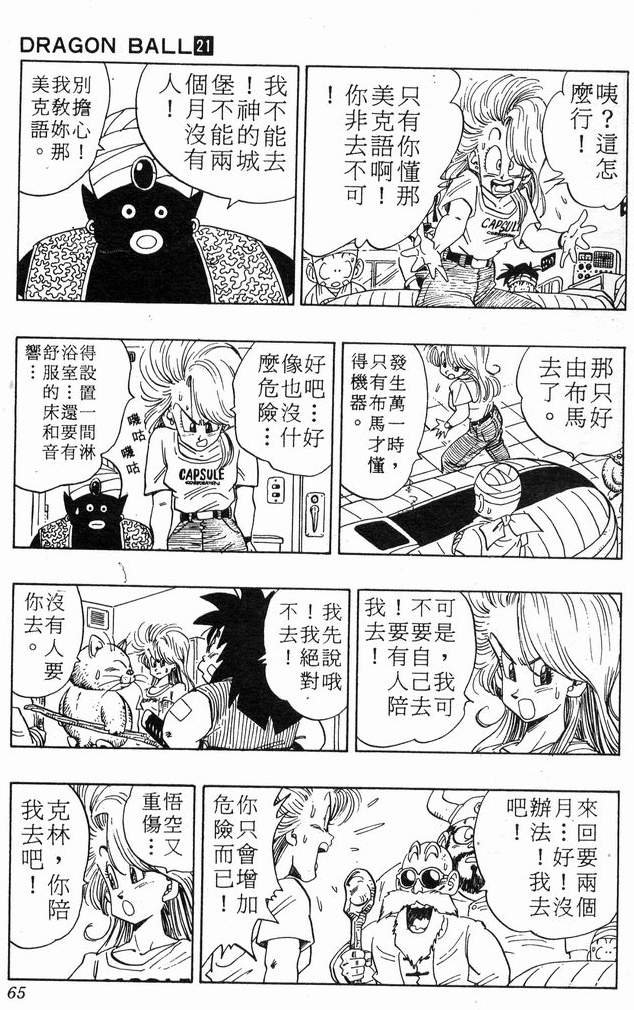 DRAGON BALL 21
咦？這怎
麼行！
只有你懂那
美克語啊！
你非去不可
！
CAPSULE
我不能去
！神的城
堡不能兩
個月沒有
人！
別擔心！
我教妳那
美克語。
那只好
由布馬
去了。
發生萬一時，
只有布馬才懂
得機器。
好吧…好
像也沒什
麼危險…
嘰咕
嘰咕
CAPSULE
CORPORATION
得設置一間淋
浴室…還要有
舒服的床和音
響…
可是，我可
不要自己去
！要有人陪
我去！
我先說哦
！我絕對
不去！
沒有人要
你去。
來回要兩個
月…好！沒
辦法！我去
吧！
你只會增加
危險而已！
悟空又
重傷…
克林，你陪
我去吧！
65